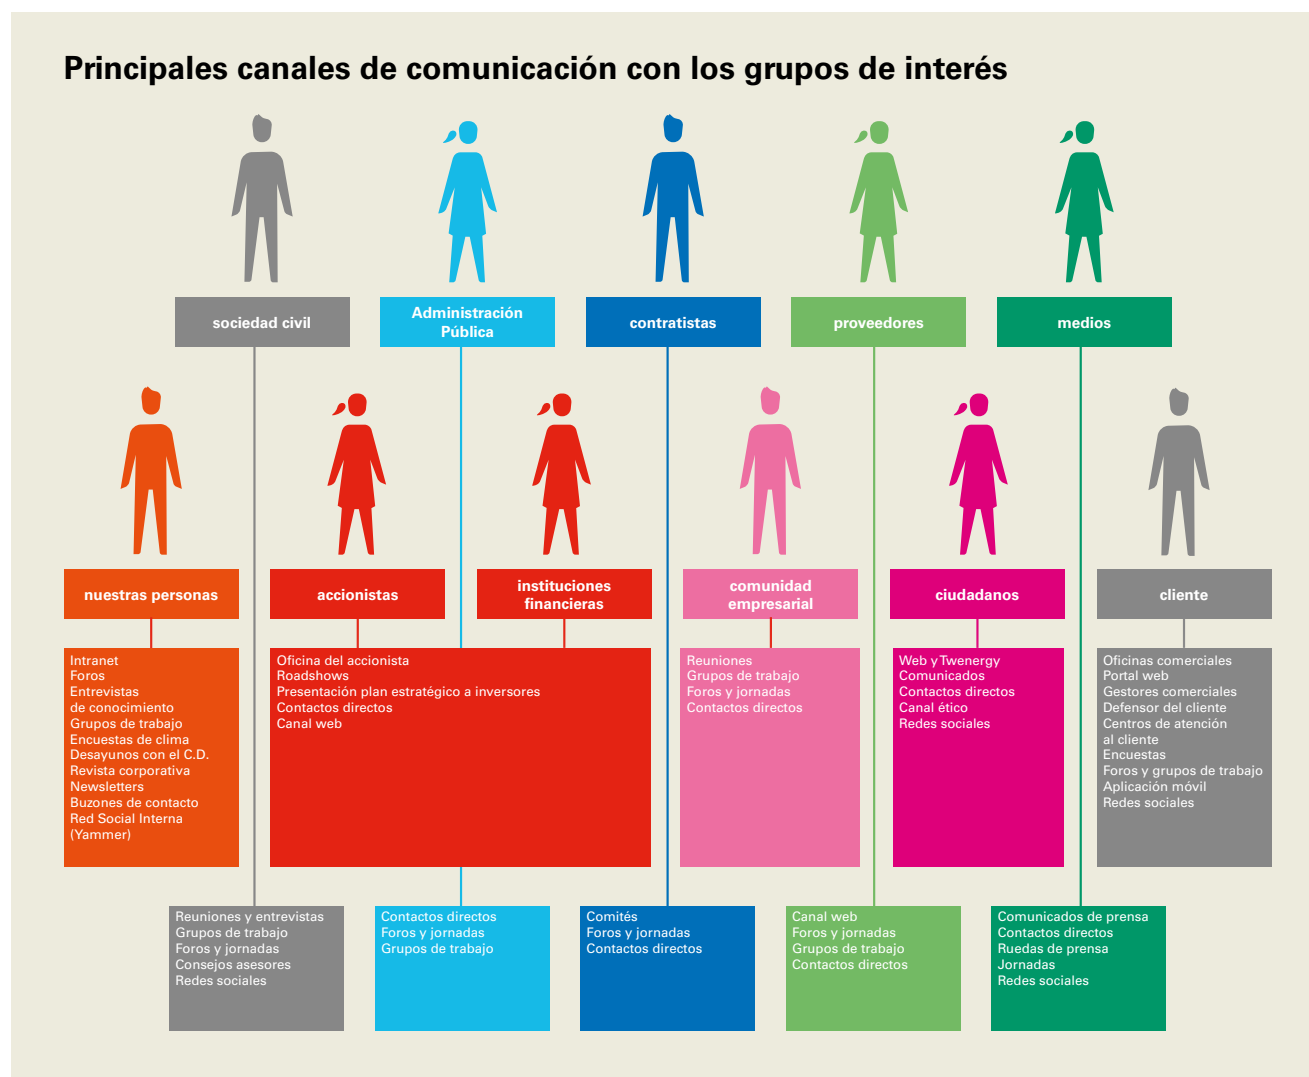 Principales canales de comunicación con los grupos de interés
sociedad civil
Administración
Pública
contratistas
proveedores
medios
nuestras personas
accionistas
instituciones
financieras
comunidad
empresarial
ciudadanos
cliente
Intranet
Foros
Entrevistas
de conocimiento
Grupos de trabajo
Encuestas de clima
Desayunos con el C.D.
Revista corporativa
Newsletters
Buzones de contacto
Red Social Interna
(Yammer)
Oficina del accionista
Roadshows
Presentación plan estratégico a inversores
Contactos directos
Canal web
Reuniones
Grupos de trabajo
Foros y jornadas
Contactos directos
Web y Twenergy
Comunicados
Contactos directos
Canal ético
Redes sociales
Oficinas comerciales
Portal web
Gestores comerciales
Defensor del cliente
Centros de atención
al cliente
Encuestas
Foros y grupos de trabajo
Aplicación móvil
Redes sociales
Reuniones y entrevistas
Grupos de trabajo
Foros y jornadas
Consejos asesores
Redes sociales
Contactos directos
Foros y jornadas
Grupos de trabajo
Comités
Foros y jornadas
Contactos directos
Canal web
Foros y jornadas
Grupos de trabajo
Contactos directos
Comunicados de prensa
Contactos directos
Ruedas de prensa
Jornadas
Redes sociales